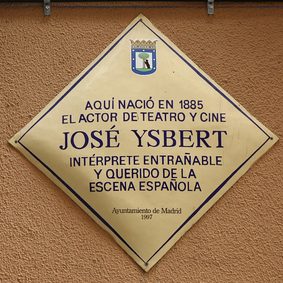 AQUÍ NACIÓ EN 1885
EL ACTOR DE TEATRO Y CINE
JOSÉ YSBERT
INTÉRPRETE ENTRAÑABLE
Y QUERIDO DE LA
ESCENA ESPAÑOLA
Ayuntamiento de Madrid
1997